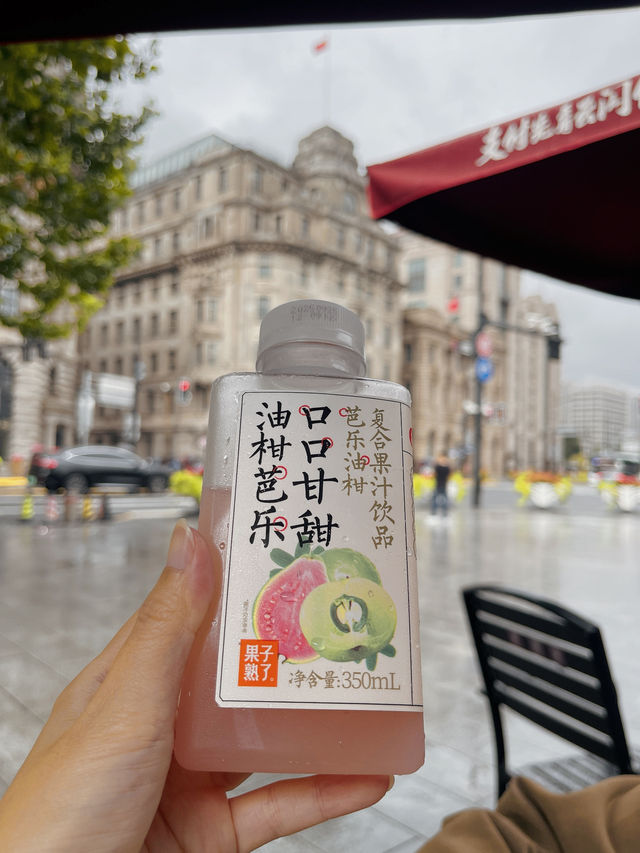 口口甘甜
油柑芭乐
复合果汁饮品
芭乐油柑
果子
熟了
净含量:350mL